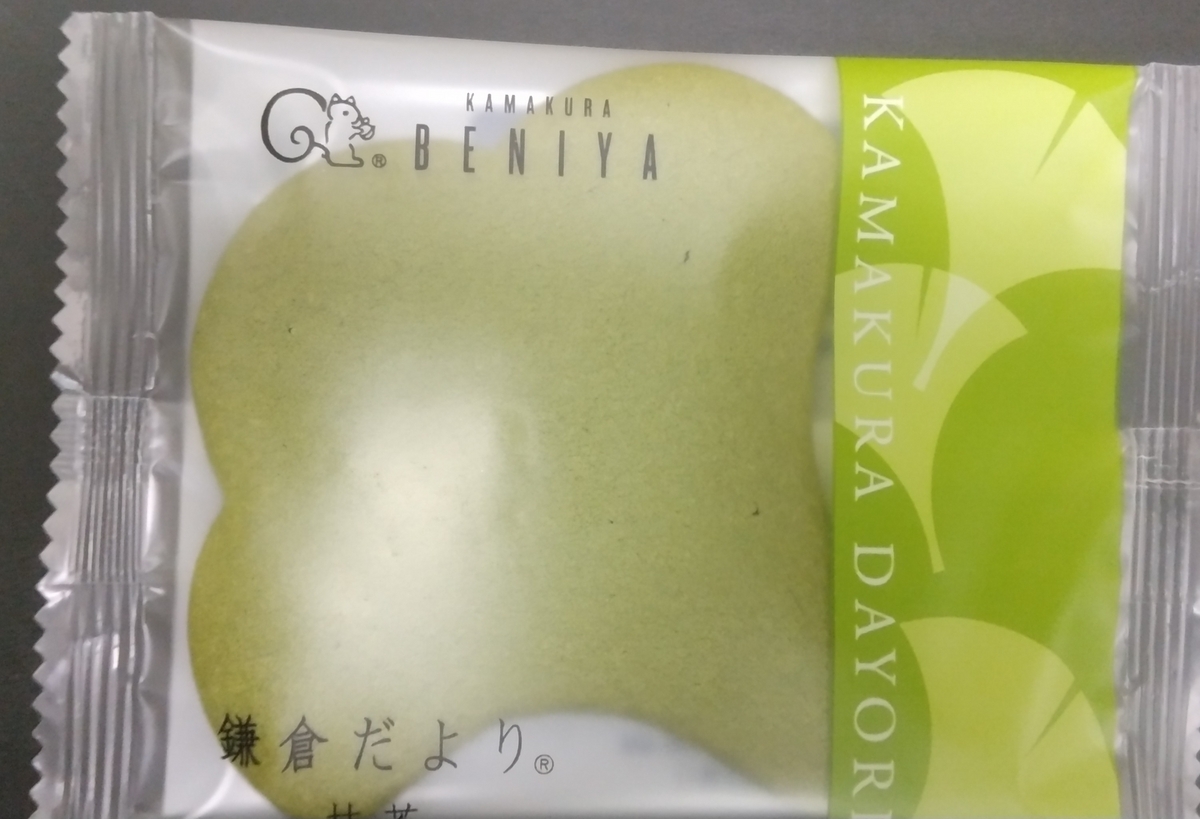 KAMAKURA
® BENIYA
鎌倉だより®
KAMAKURA DAYORI